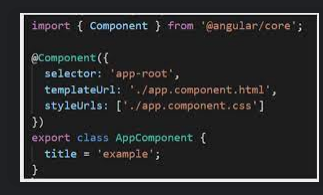 import { Component } from '@angular/core';
@Component({
selector: 'app-root',
templateUrl: './app.component.html',
styleUrls: ['./app.component.css']
})
export class AppComponent {
title = 'example';
}